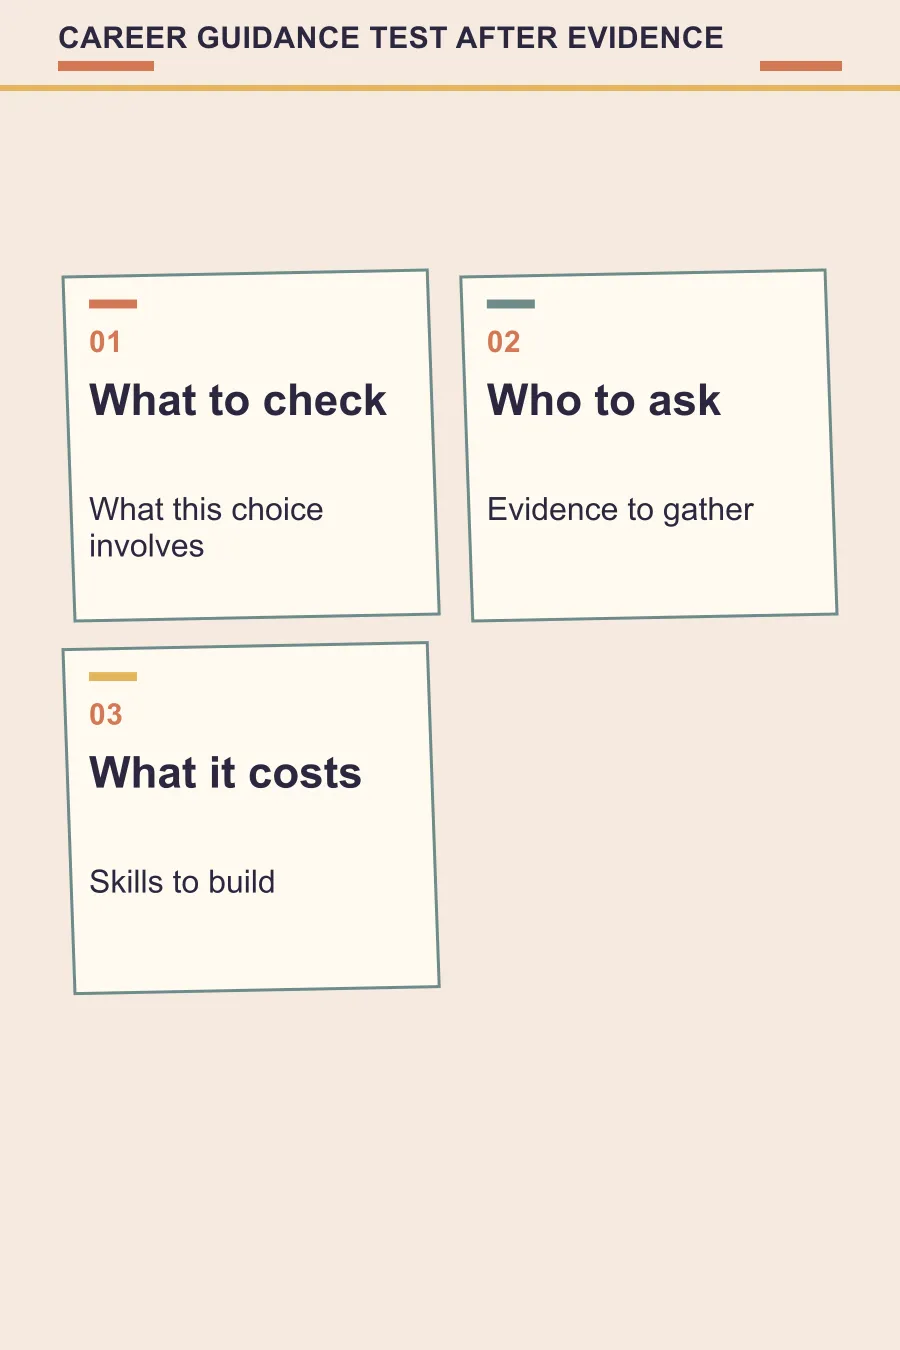 CAREER GUIDANCE TEST AFTER EVIDENCE
01
What to check
What this choice
involves
02
Who to ask
Evidence to gather
03
What it costs
Skills to build